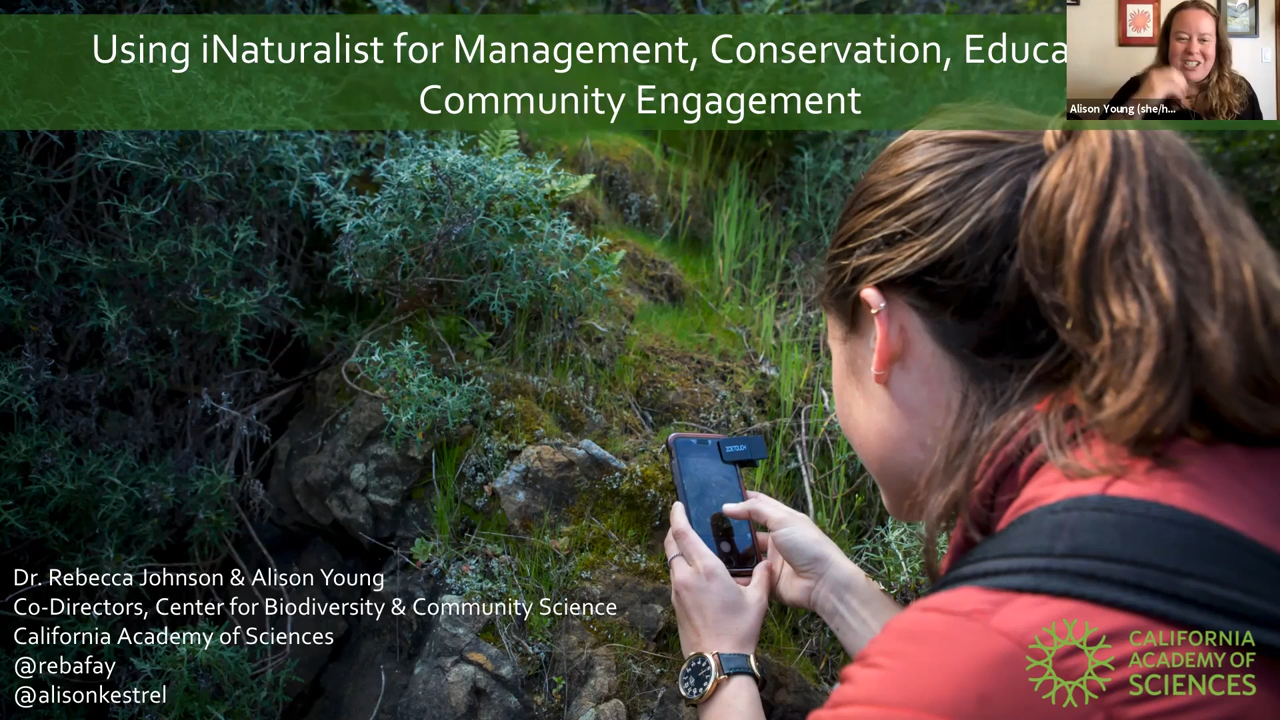 Using iNaturalist for Management, Conservation, Educa
Community Engagement
Alison Young (she/h...
ZOETOUCH
Dr. Rebecca Johnson & Alison Young
Co-Directors, Center for Biodiversity & Community Science
California Academy of Sciences
@rebafay
@alisonkestrel
CALIFORNIA
ACADEMY OF
SCIENCES